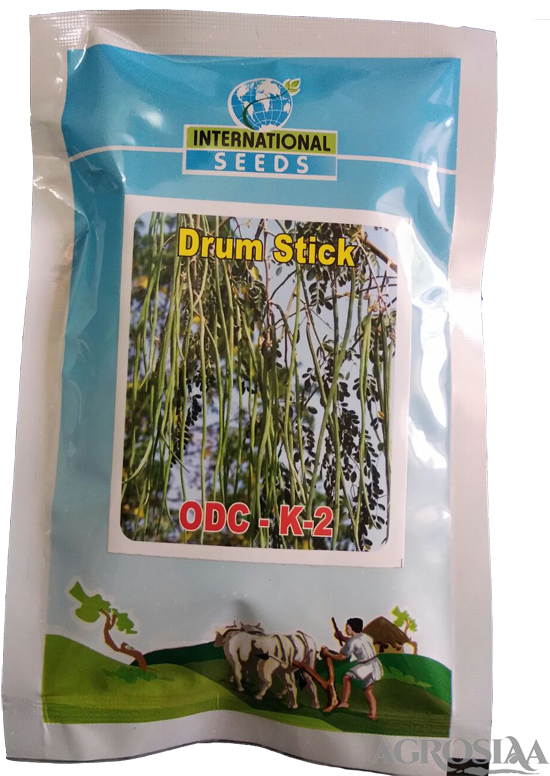 INTERNATIONAL
SEEDS
Drum Stick
ODC - K-2
AGROSIAA